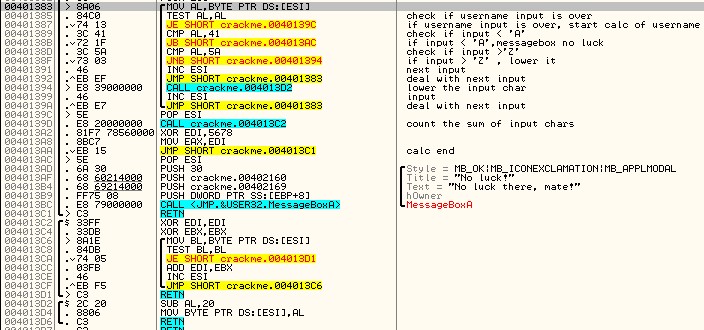 00401383 > 8A06 MOV AL,BYTE PTR DS:[ESI]
00401385 . 84C0 TEST AL,AL check if username input is over
00401387 .v74 13 JE SHORT crackme.0040139C if username input is over, start calc of username
00401389 . 3C 41 CMP AL,41 check if input < 'A'
0040138B .v72 1F JB SHORT crackme.004013AC if input < 'A',messagebox no luck
0040138D . 3C 5A CMP AL,5A check if input >'Z'
0040138F .v73 03 JNB SHORT crackme.00401394 if input > 'Z' , lower it
00401391 . 46 INC ESI next input
00401392 .^EB EF JMP SHORT crackme.00401383 deal with next input
00401394 > E8 39000000 CALL crackme.004013D2 lower the input char
00401399 . 46 INC ESI input
0040139A .^EB E7 JMP SHORT crackme.00401383 deal with next input
0040139C > 5E POP ESI
0040139D . E8 20000000 CALL crackme.004013C2 count the sum of input chars
004013A2 . 81F7 78560000 XOR EDI,5678
004013A8 . 8BC7 MOV EAX,EDI
004013AA .vEB 15 JMP SHORT crackme.004013C1 calc end
004013AC > 5E POP ESI
004013AD . 6A 30 PUSH 30 Style = MB_OK|MB_ICONEXCLAMATION|MB_APPLMODAL
004013AF . 68 60214000 PUSH crackme.00402160 Title = "No luck!"
004013B4 . 68 69214000 PUSH crackme.00402169 Text = "No luck there, mate!"
004013B9 . FF75 08 PUSH DWORD PTR SS:[EBP+8] hOwner
004013BC . E8 79000000 CALL <JMP.&USER32.MessageBoxA> MessageBoxA
004013C1 > C3 RETN
004013C2 $ 33FF XOR EDI,EDI
004013C4 . 33DB XOR EBX,EBX
004013C6 > 8A1E MOV BL,BYTE PTR DS:[ESI]
004013C8 . 84DB TEST BL,BL
004013CA .v74 05 JE SHORT crackme.004013D1
004013CC . 03FB ADD EDI,EBX
004013CE . 46 INC ESI
004013CF .^EB F5 JMP SHORT crackme.004013C6
004013D1 > C3 RETN
004013D2 $ 2C 20 SUB AL,20
004013D4 . 8806 MOV BYTE PTR DS:[ESI],AL
004013D6 . C3 RETN